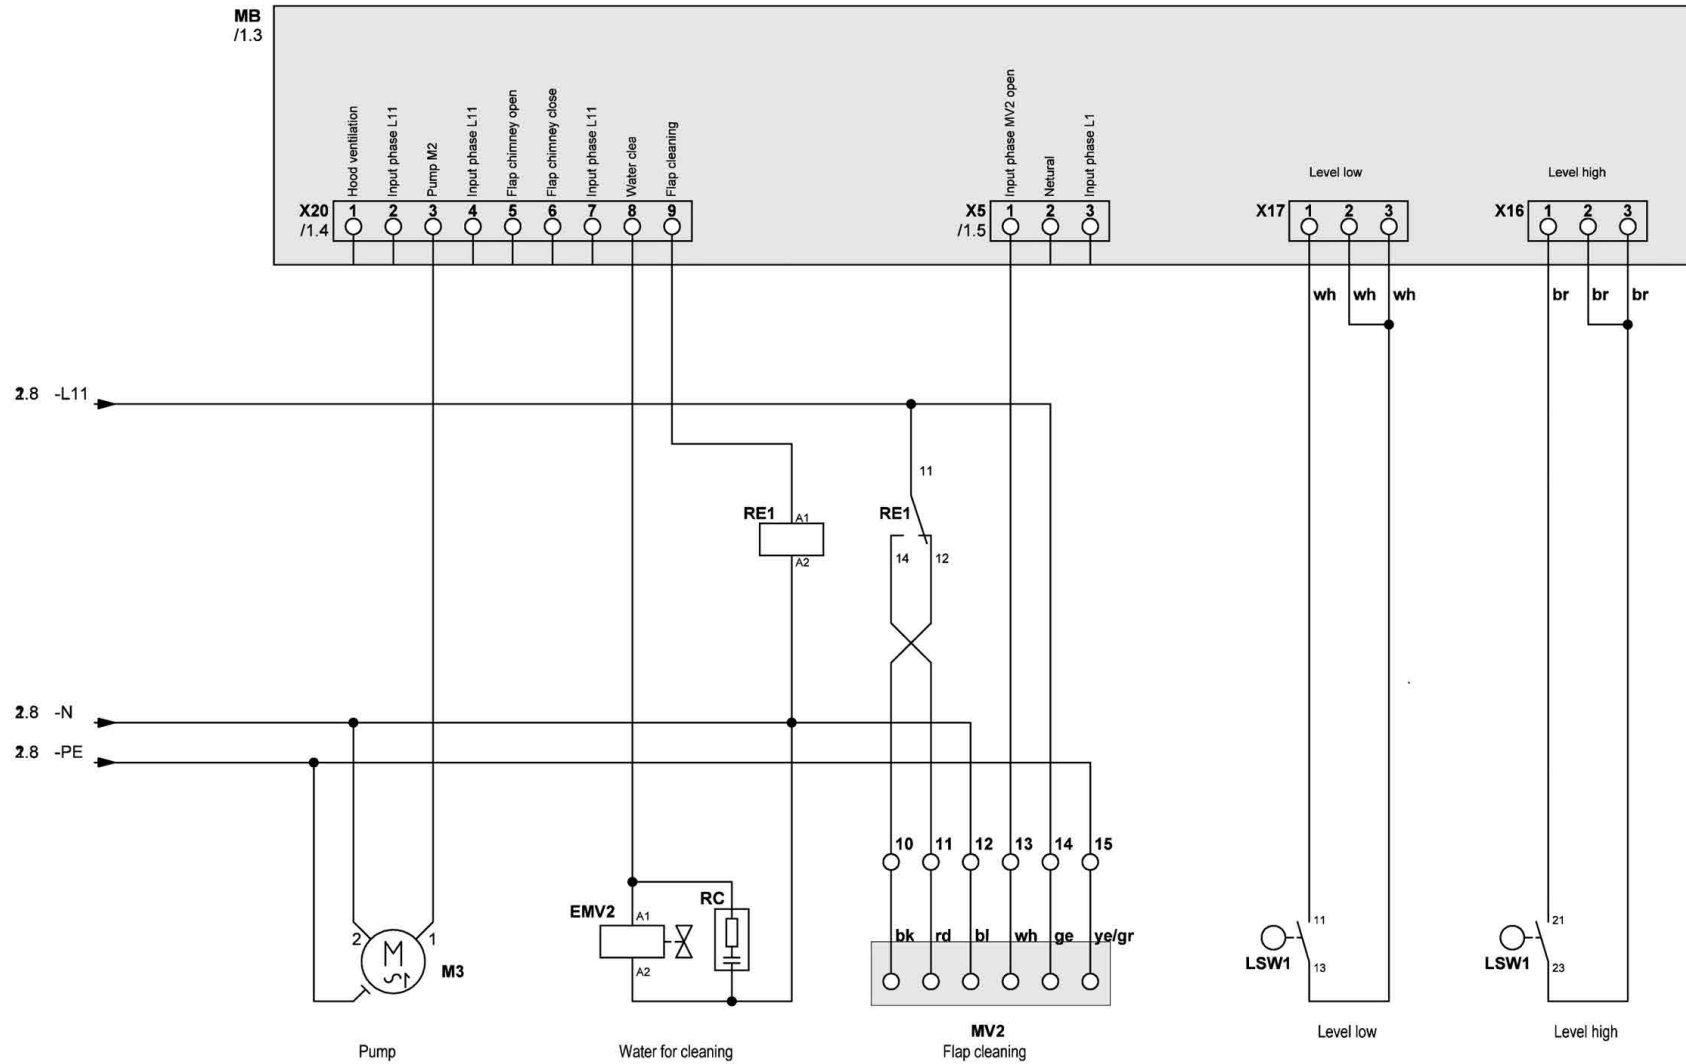 MB
/1.3
Hood ventilation
Input phase L11
Pump M2
Input phase L11
Flap chimney open
Flap chimney close
Input phase L11
Water clea
Flap cleaning
X20 1 2 3 4 5 6 7 8 9
/1.4
Input phase MV2 open
Netural
Input phase L1
X5 1 2 3
/1.5
Level low
X17 1 2 3
Level high
X16 1 2 3
wh wh wh
br br br
2.8 -L11
11
RE1 A1
A2
RE1
14 12
2.8 -N
2.8 -PE
10 11 12 13 14 15
EMV2 A1
A2
RC
bk rd bl wh ge ye/gr
2 M 1
M3
11
LSW1 13
21
LSW1 23
MV2
Pump
Water for cleaning
Flap cleaning
Level low
Level high